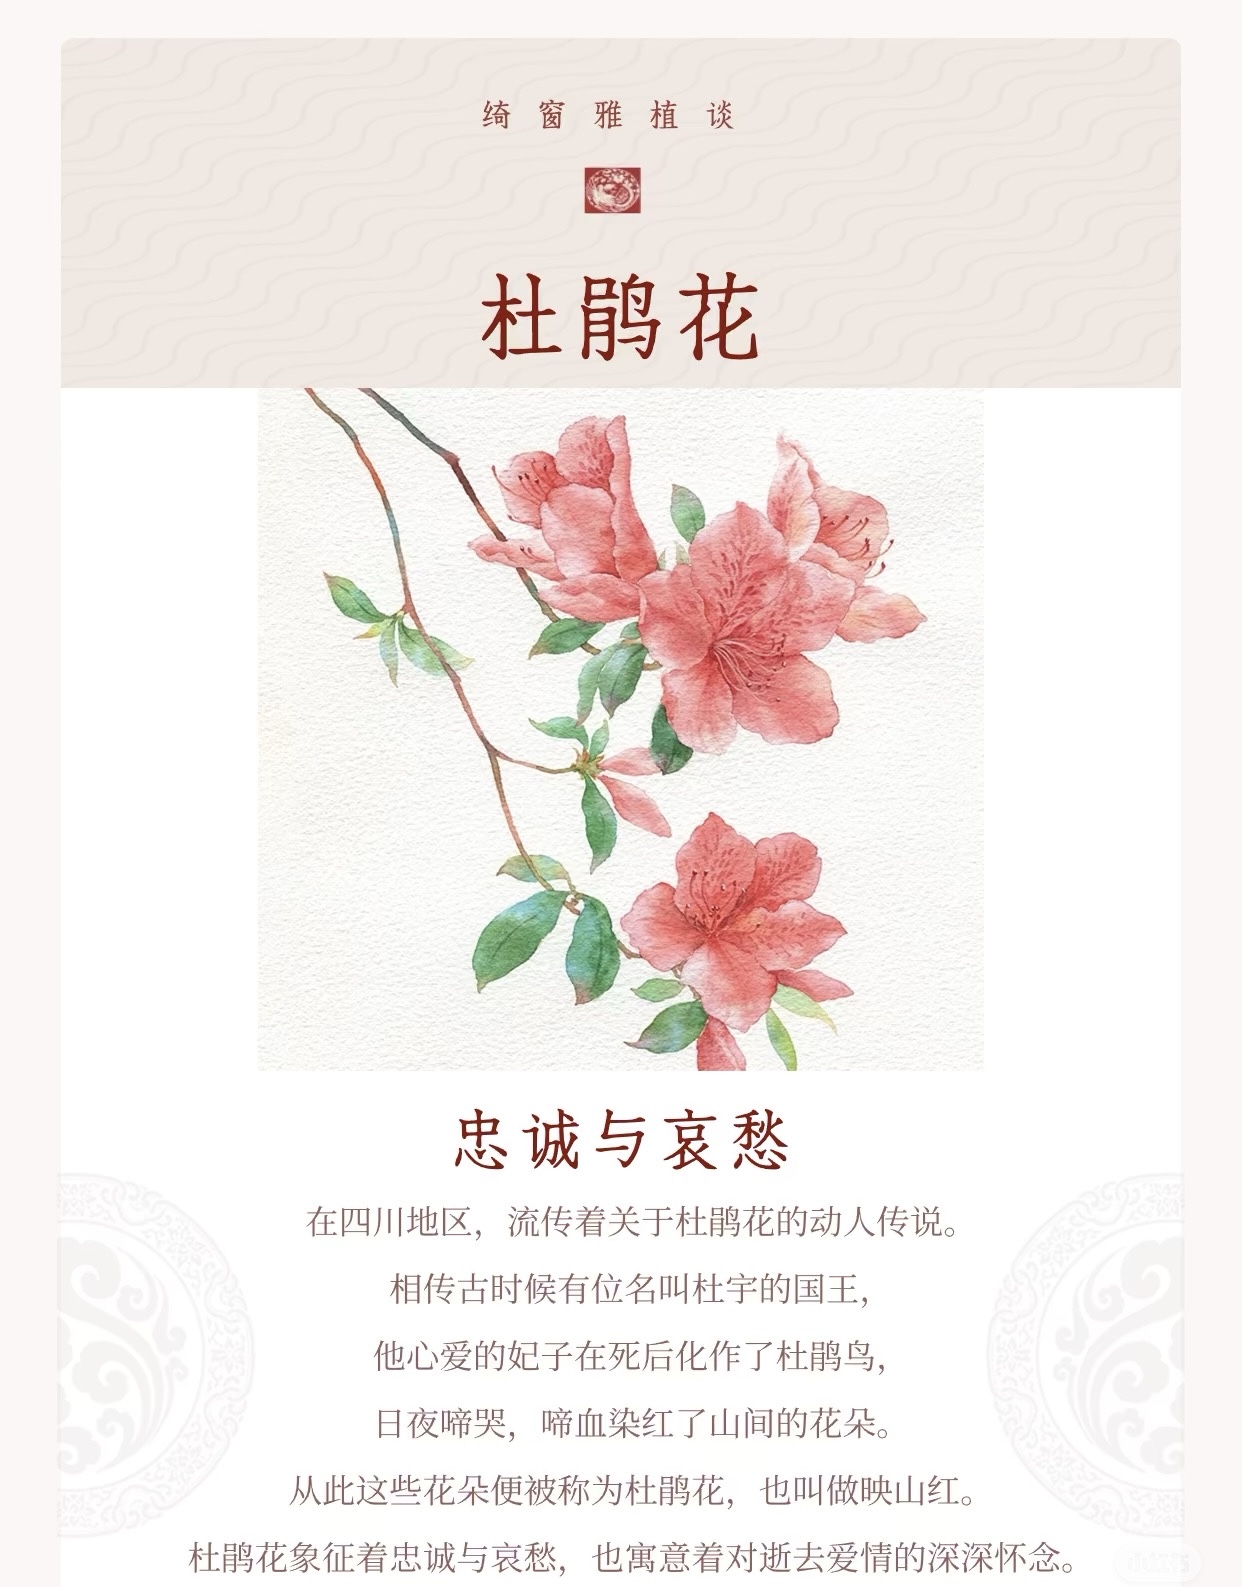 绮窗雅植谈
杜鹃花
忠诚与哀愁
在四川地区，流传着关于杜鹃花的动人传说。
相传古时候有位名叫杜宇的国王，
他心爱的妃子在死后化作了杜鹃鸟，
日夜啼哭，啼血染红了山间的花朵。
从此这些花朵便被称为杜鹃花，也叫做映山红。
杜鹃花象征着忠诚与哀愁，也寓意着对逝去爱情的深深怀念。